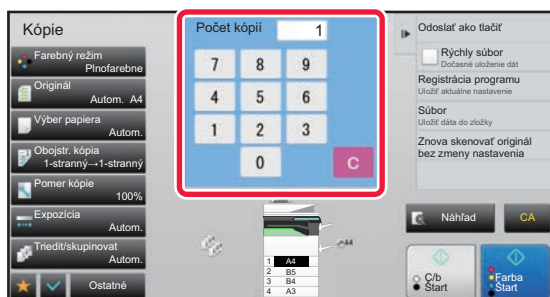 Kópie
Farebný režim
Plnofarebne
Originál
Autom. A4
Výber papiera
Autom.
Obojstr. kópia
1-stranný→1-stranný
Pomer kópie
100%
Expozícia
Autom.
Triediť/skupinovat
Autom.
Ostatné
Počet kópií 1
7 8 9
4 5 6
1 2 3
0 C
A4
1 A4
2 B5
3 B4
4 A3
Odoslať ako tlačiť
Rýchly súbor
Dočasné uloženie dát
Registrácia programu
Uložiť aktuálne nastavenie
Súbor
Uložiť dáta do zložky
Znova skenovať originál
bez zmeny nastavenia
Náhľad
CA
Č/b
Štart
Farba
Štart